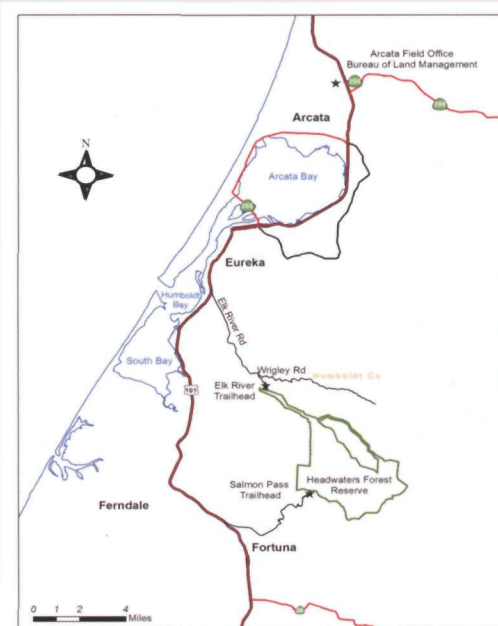 Arcata Field Office
Bureau of Land Management
299
Arcata
N
Arcata Bay
Eureka
Humboldt
Bay
Elk River Rd
South Bay
Wrigley Rd
Humboldt Co
101
Elk River
Trailhead
Salmon Pass
Trailhead
Headwaters Forest
Reserve
Ferndale
Fortuna
0 1 2 4
Miles